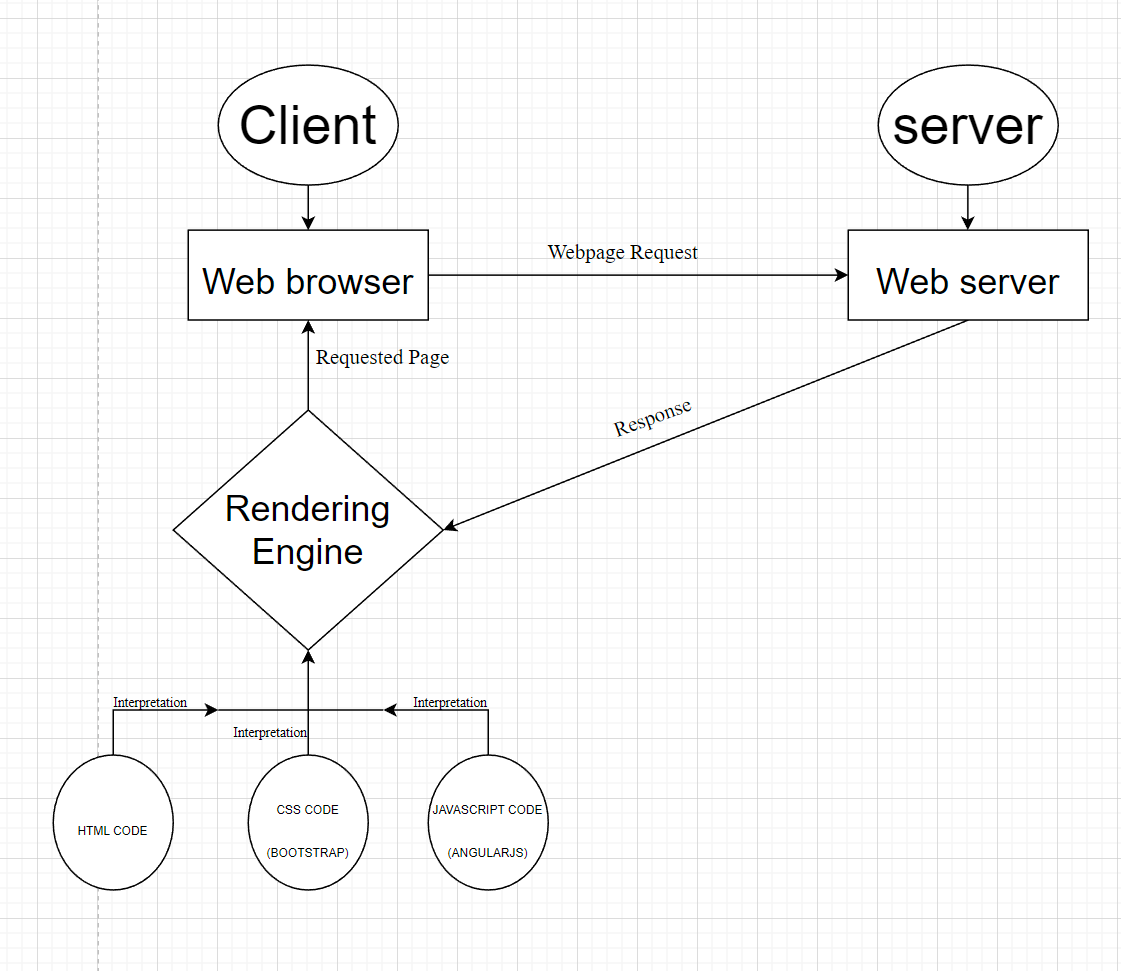 Client
server
Web browser
Webpage Request
Web server
Requested Page
Response
Rendering
Engine
Interpretation
Interpretation
Interpretation
HTML CODE
CSS CODE
(BOOTSTRAP)
JAVASCRIPT CODE
(ANGULARJS)